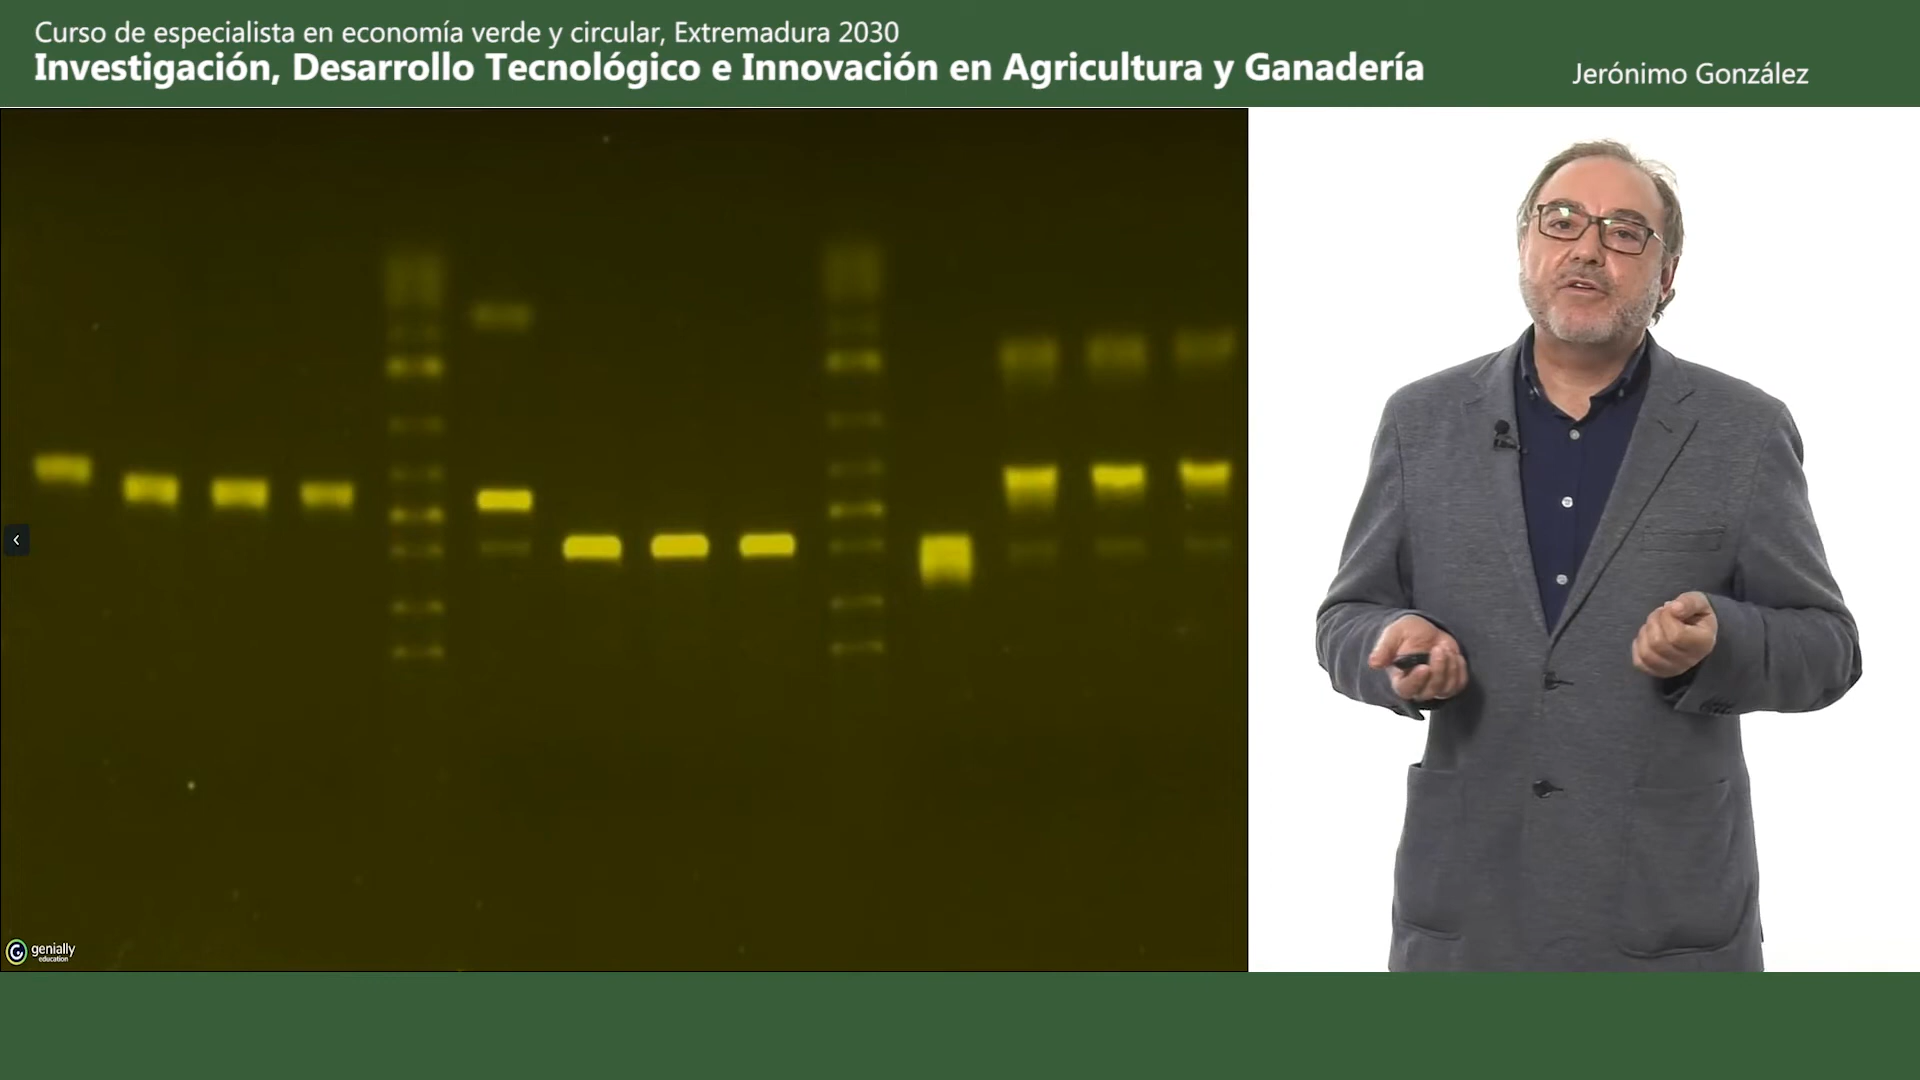 Curso de especialista en economía verde y circular, Extremadura 2030
Investigación, Desarrollo Tecnológico e Innovación en Agricultura y Ganadería
Jerónimo González
genially
education